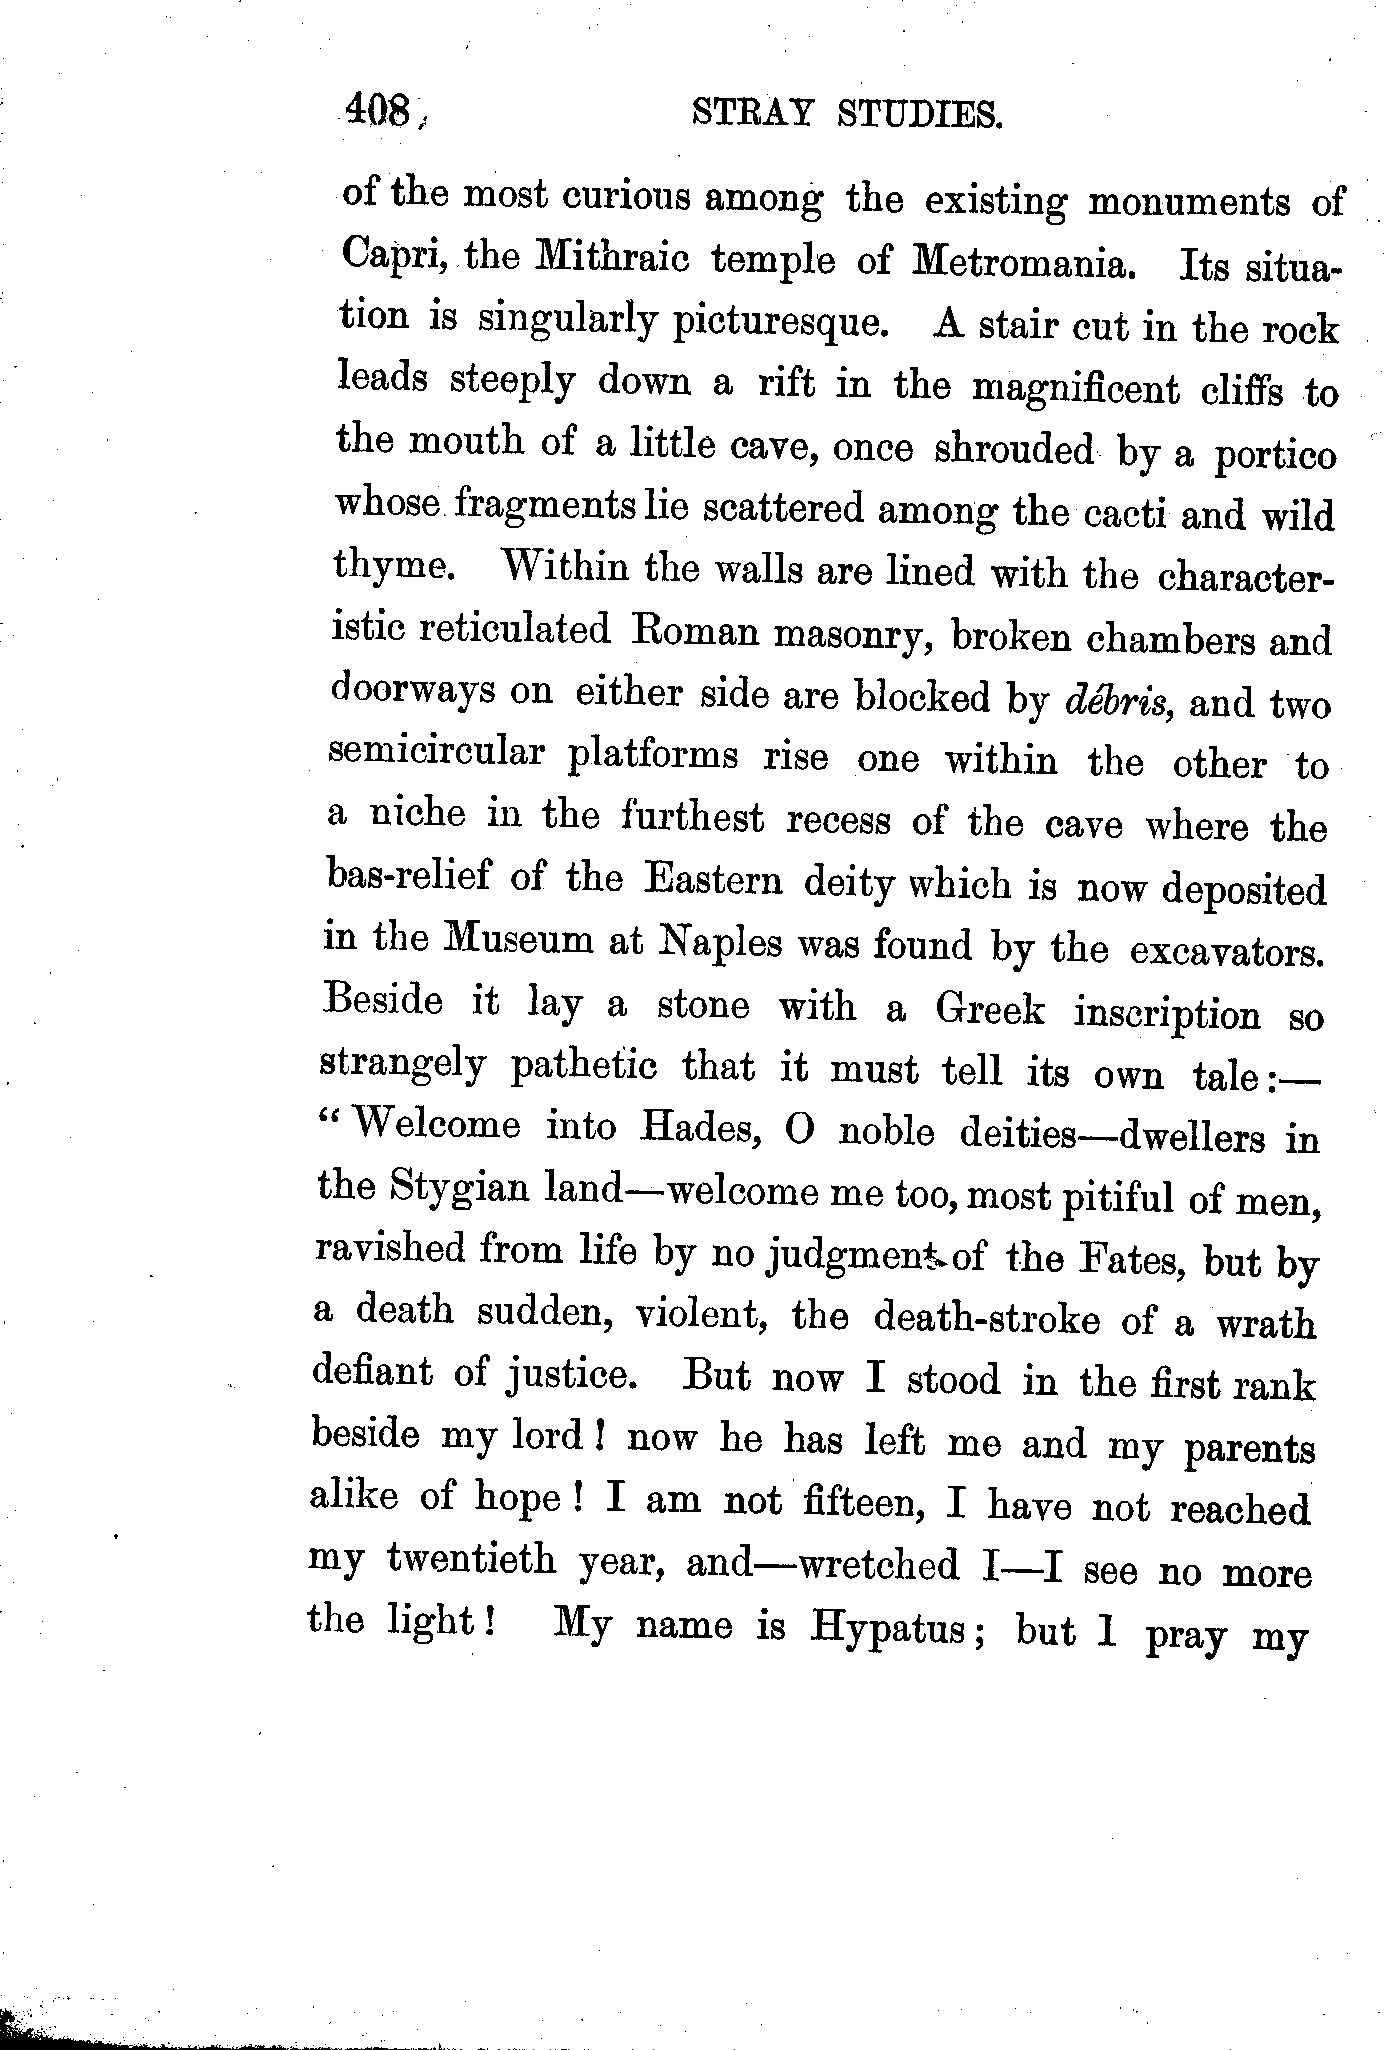 408 STRAY STUDIES.
of the most curious among the existing monuments of
Capri, the Mithraic temple of Metromania. Its situa-
tion is singularly picturesque. A stair cut in the rock
leads steeply down a rift in the magnificent cliffs to
the mouth of a little cave, once shrouded by a portico
whose fragments lie scattered among the cacti and wild
thyme. Within the walls are lined with the character-
istic reticulated Roman masonry, broken chambers and
doorways on either side are blocked by débris, and two
semicircular platforms rise one within the other to
a niche in the furthest recess of the cave where the
bas-relief of the Eastern deity which is now deposited
in the Museum at Naples was found by the excavators.
Beside it lay a stone with a Greek inscription so
strangely pathetic that it must tell its own tale:—
"Welcome into Hades, O noble deities—dwellers in
the Stygian land—welcome me too, most pitiful of men,
ravished from life by no judgment of the Fates, but by
a death sudden, violent, the death-stroke of a wrath
defiant of justice. But now I stood in the first rank
beside my lord! now he has left me and my parents
alike of hope! I am not fifteen, I have not reached
my twentieth year, and—wretched I—I see no more
the light! My name is Hypatus; but I pray my